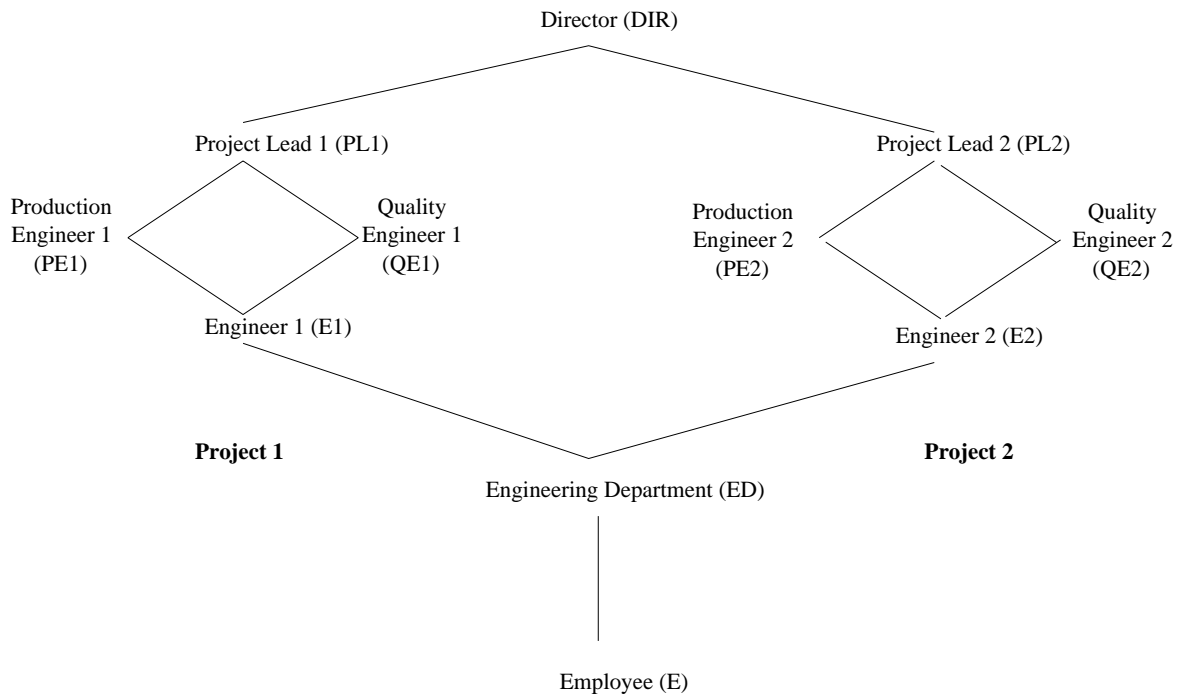 Director (DIR)
Project Lead 1 (PL1)
Project Lead 2 (PL2)
Production
Engineer 1
(PE1)
Quality
Engineer 1
(QE1)
Production
Engineer 2
(PE2)
Quality
Engineer 2
(QE2)
Engineer 1 (E1)
Engineer 2 (E2)
Project 1
Project 2
Engineering Department (ED)
Employee (E)